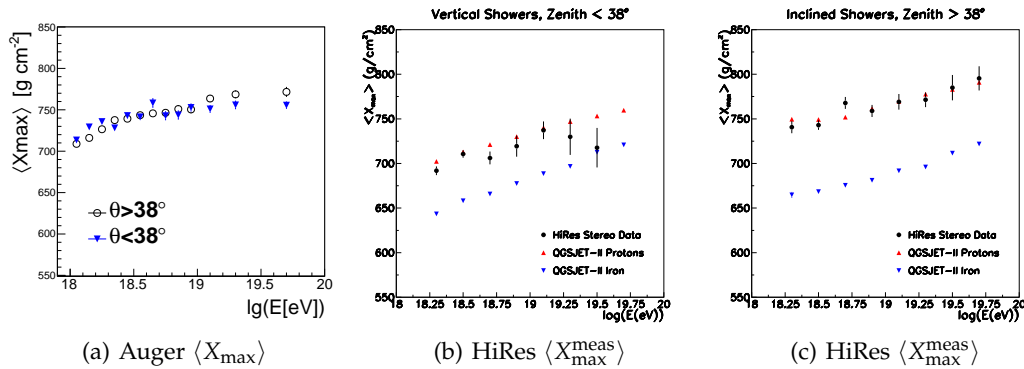 ⟨Xmax⟩ [g cm-2]
850
800
750
700
650
600
550
18 18.5 19 19.5 20
lg(E[eV])
θ>38°
θ<38°
(a) Auger ⟨Xmax⟩
Vertical Showers, Zenith < 38°
<Xmax> (g/cm²)
850
800
750
700
650
600
550
18 18.25 18.5 18.75 19 19.25 19.5 19.75 20
log(E(eV))
HiRes Stereo Data
QGSJET-II Protons
QGSJET-II Iron
(b) HiRes ⟨Xmax^meas⟩
Inclined Showers, Zenith > 38°
<Xmax> (g/cm²)
850
800
750
700
650
600
550
18 18.25 18.5 18.75 19 19.25 19.5 19.75 20
log(E(eV))
HiRes Stereo Data
QGSJET-II Protons
QGSJET-II Iron
(c) HiRes ⟨Xmax^meas⟩